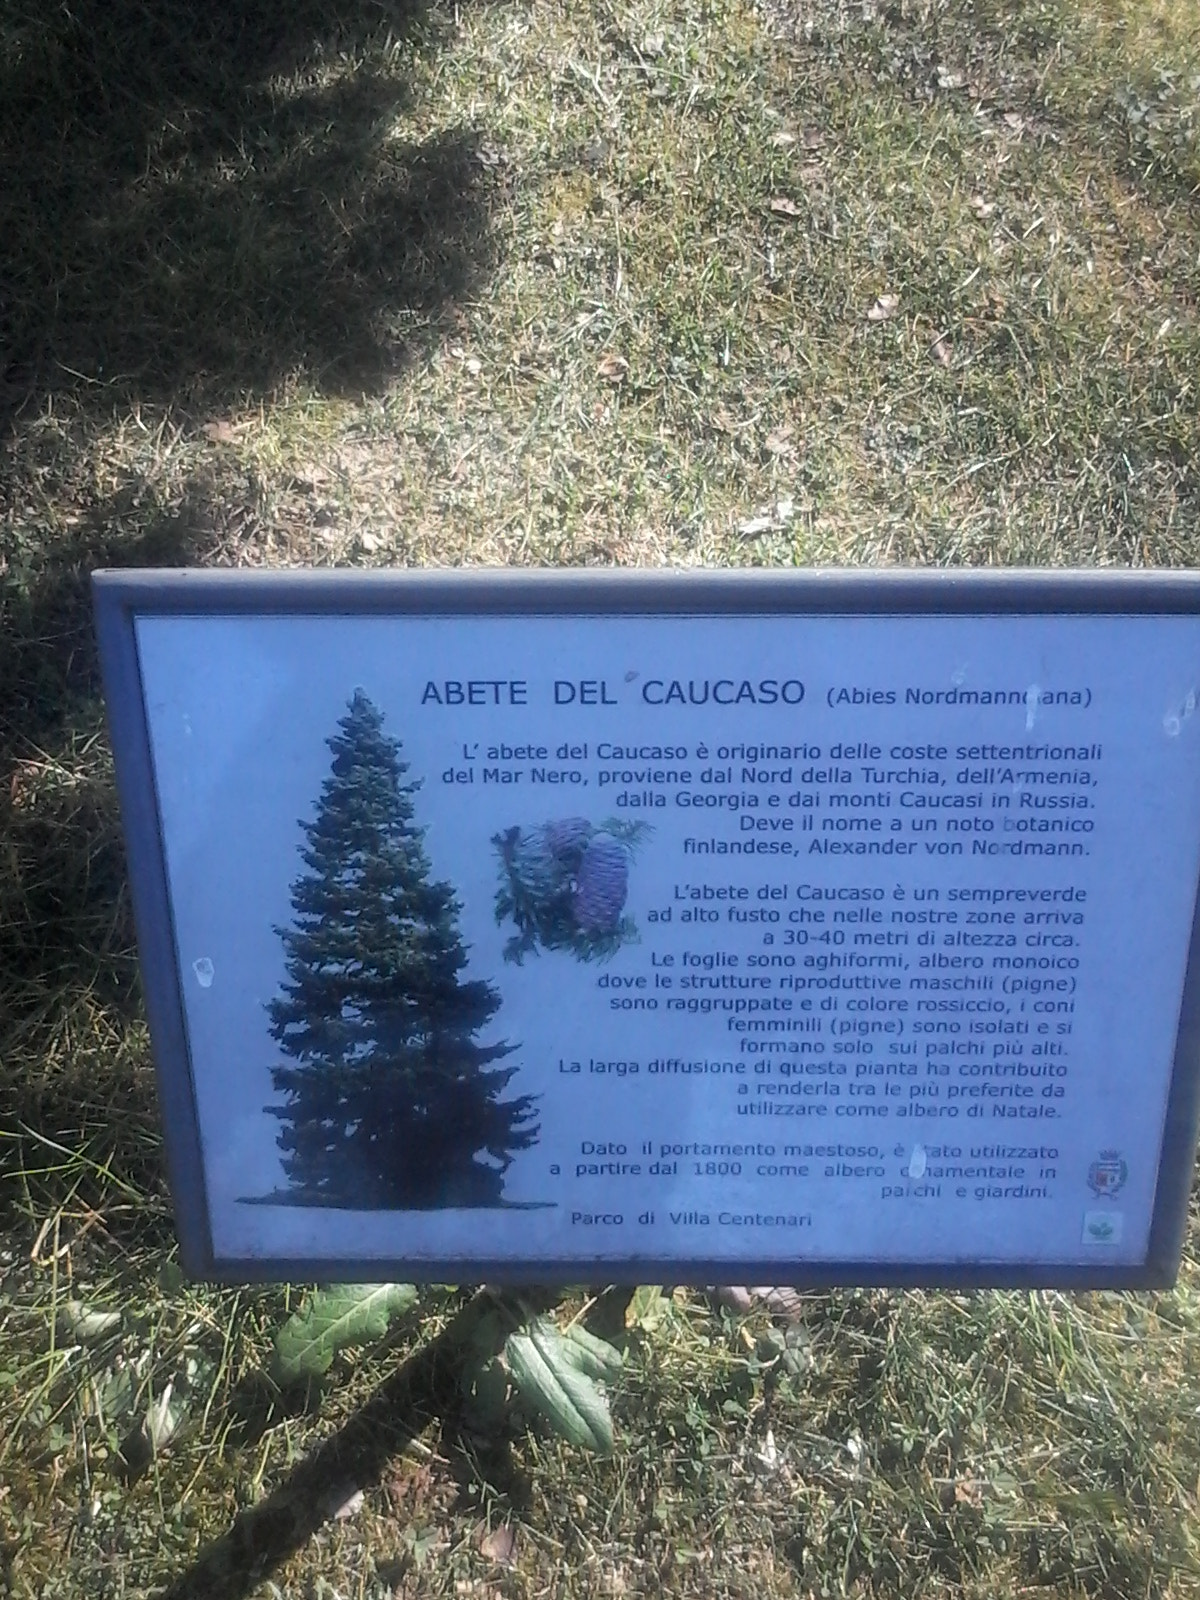 ABETE DEL CAUCASO (Abies Nordmanneiana)
L' abete del Caucaso è originario delle coste settentrionali
del Mar Nero, proviene dal Nord della Turchia, dell'Armenia,
dalla Georgia e dai monti Caucasi in Russia.
Deve il nome a un noto botanico
finlandese, Alexander von Nordmann.
L'abete del Caucaso è un sempreverde
ad alto fusto che nelle nostre zone arriva
a 30-40 metri di altezza circa.
Le foglie sono aghiformi, albero monoico
dove le strutture riproduttive maschili (pigne)
sono raggruppate e di colore rossiccio, i coni
femminili (pigne) sono isolati e si
formano solo sui palchi più alti.
La larga diffusione di questa pianta ha contribuito
a renderla tra le più preferite da
utilizzare come albero di Natale.
Dato il portamento maestoso, è stato utilizzato
a partire dal 1800 come albero ornamentale in
parchi e giardini.
Parco di Villa Centenari